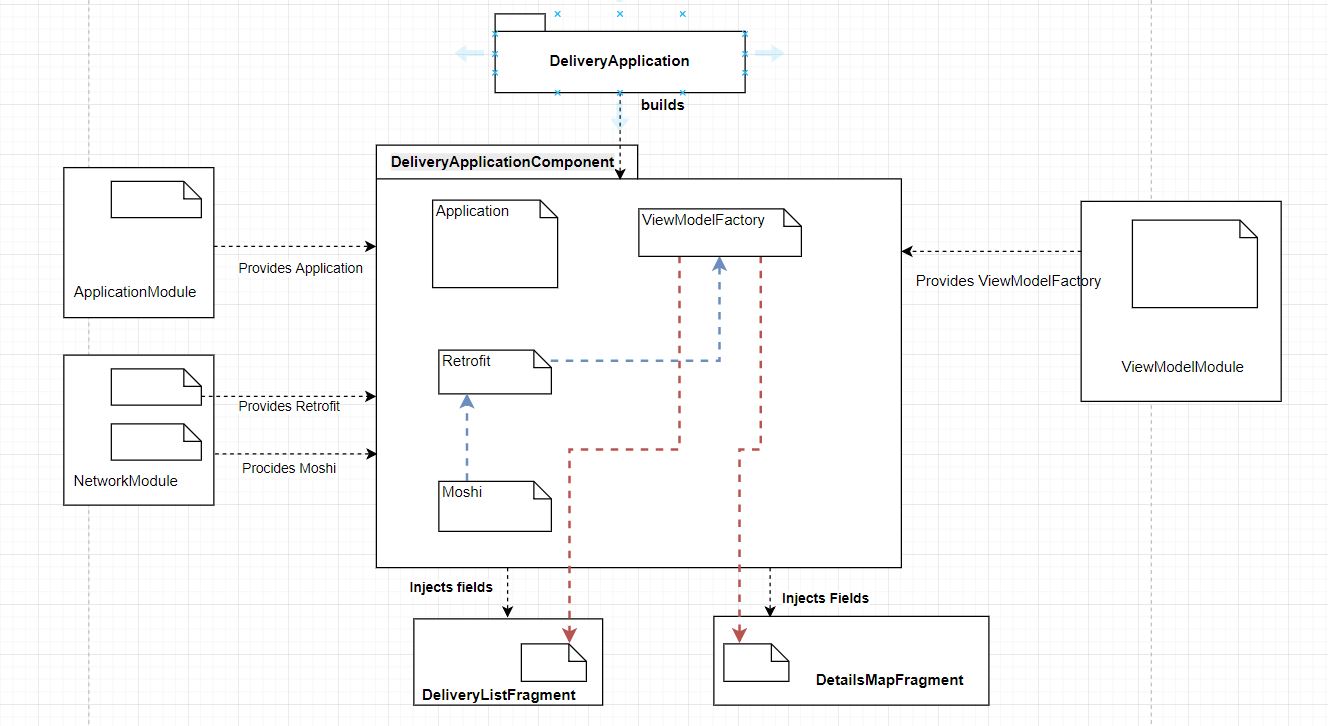 DeliveryApplication
builds
DeliveryApplicationComponent
Application
ViewModelFactory
Provides Application
ApplicationModule
Provides ViewModelFactory
ViewModelModule
Retrofit
Provides Retrofit
Procides Moshi
NetworkModule
Moshi
Injects fields
Injects Fields
DeliveryListFragment
DetailsMapFragment